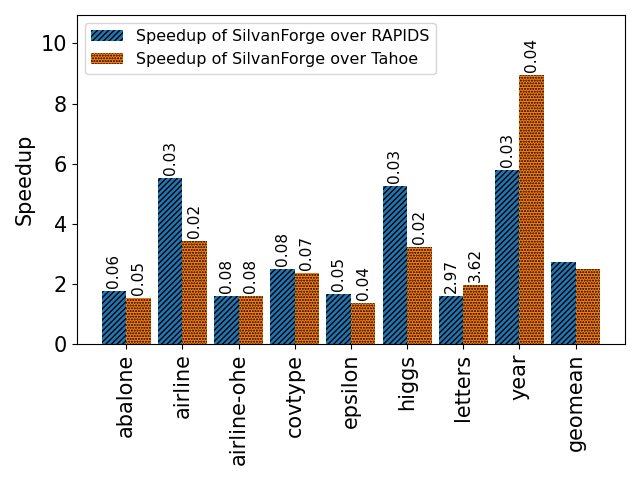 Speedup of SilvanForge over RAPIDS
Speedup of SilvanForge over Tahoe
Speedup
10
8
6
4
2
0
0.06
0.05
0.03
0.02
0.08
0.08
0.08
0.07
0.05
0.04
0.03
0.02
2.97
3.62
0.03
0.04
abalone
airline
airline-ohe
covtype
epsilon
higgs
letters
year
geomean